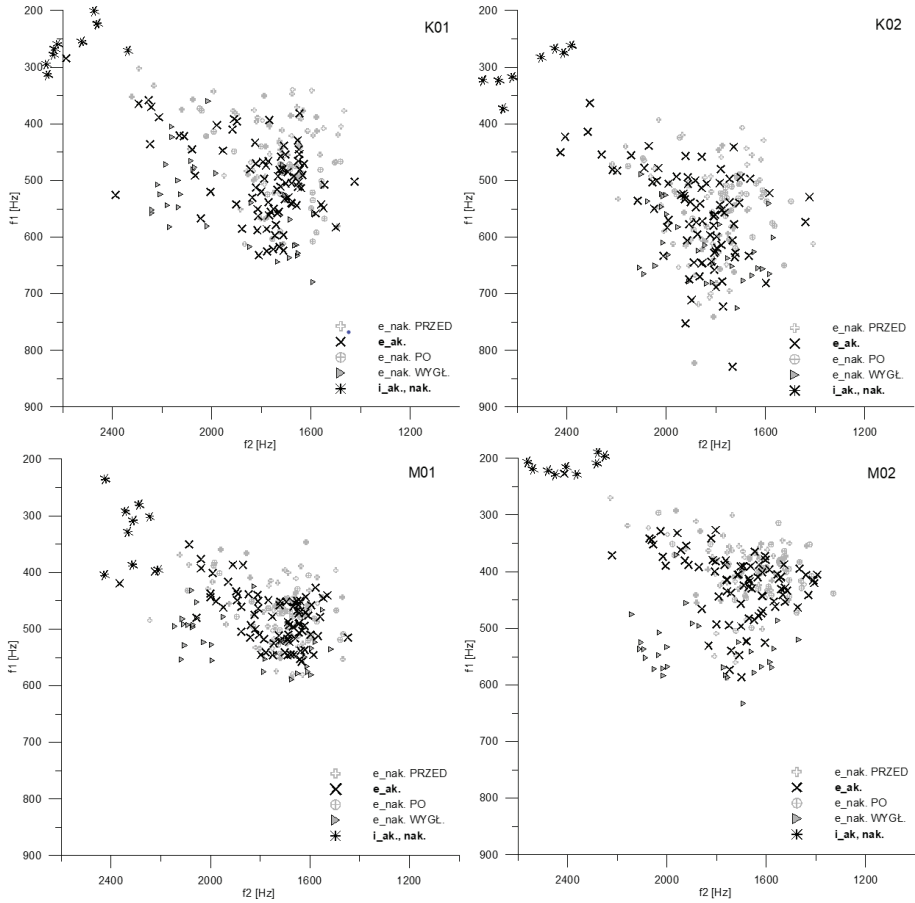 K01
200
300
400
500
600
700
800
900
f1 [Hz]
2400 2000 1600 1200
f2 [Hz]
e_nak. PRZED
e_ak.
e_nak. PO
e_nak. WYGŁ.
i_ak., nak.
K02
200
300
400
500
600
700
800
900
f1 [Hz]
2400 2000 1600 1200
f2 [Hz]
e_nak. PRZED
e_ak.
e_nak. PO
e_nak. WYGŁ.
i_ak., nak.
M01
200
300
400
500
600
700
800
900
f1 [Hz]
2400 2000 1600 1200
f2 [Hz]
e_nak. PRZED
e_ak.
e_nak. PO
e_nak. WYGŁ.
i_ak., nak.
M02
200
300
400
500
600
700
800
900
f1 [Hz]
2400 2000 1600 1200
f2 [Hz]
e_nak. PRZED
e_ak.
e_nak. PO
e_nak. WYGŁ.
i_ak, nak.